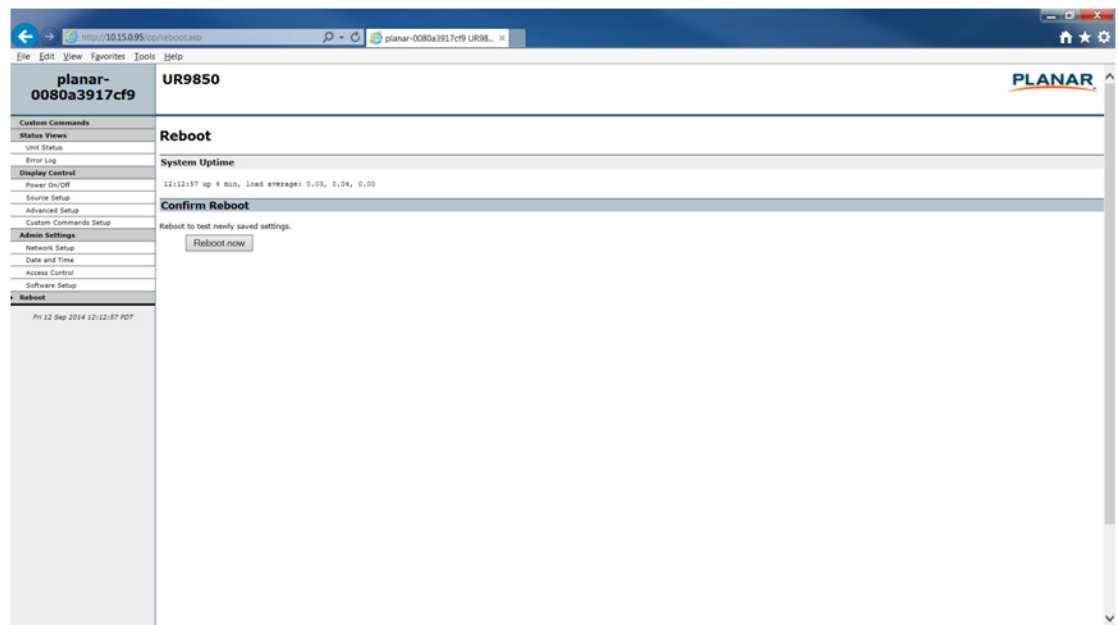 http://10.15.0.95/op/reboot.asp
planar-0080a3917cf9 UR98...
File Edit View Favorites Tools Help
planar-
0080a3917cf9
UR9850
PLANAR
Custom Commands
Status Views
Unit Status
Error Log
Display Control
Power On/Off
Source Setup
Advanced Setup
Custom Commands Setup
Admin Settings
Network Setup
Date and Time
Access Control
Software Setup
Reboot
Fri 12 Sep 2014 12:12:57 PDT
Reboot
System Uptime
12:12:57 up 4 min, load average: 0.03, 0.04, 0.00
Confirm Reboot
Reboot to test newly saved settings.
Reboot now